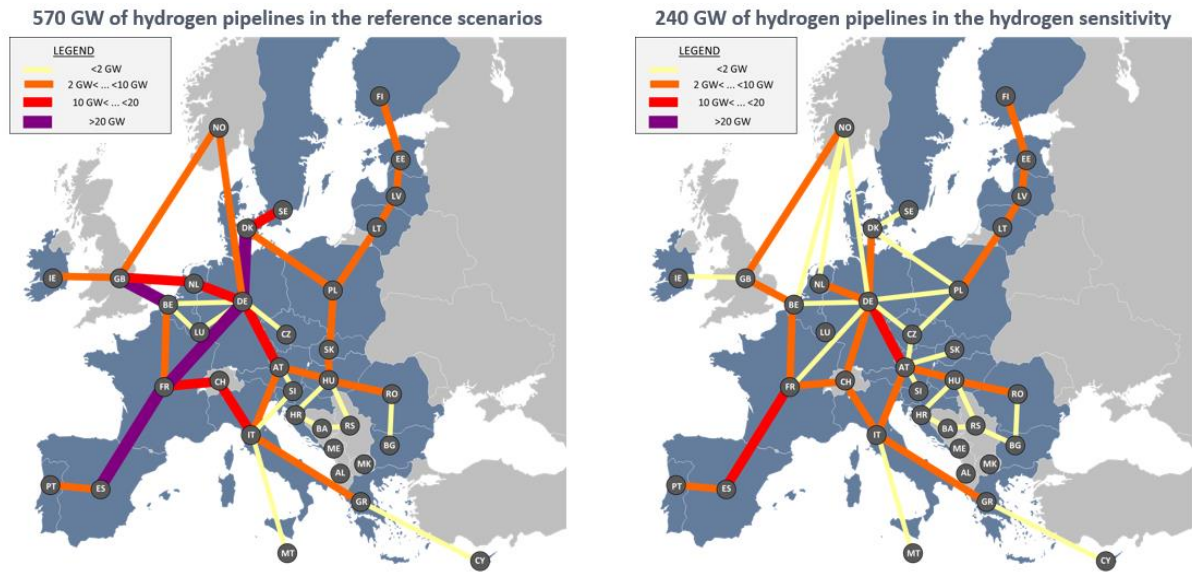 570 GW of hydrogen pipelines in the reference scenarios
LEGEND
<2 GW
2 GW< ... <10 GW
10 GW< ... <20
>20 GW
FI
NO
EE
LV
SE
DK
LT
IE
GB
NL
PL
BE
DE
LU
CZ
SK
AT
FR
CH
HU
SI
RO
HR
BA
RS
IT
ME
BG
MK
AL
PT
ES
GR
MT
CY
240 GW of hydrogen pipelines in the hydrogen sensitivity
LEGEND
<2 GW
2 GW< ... <10 GW
10 GW< ... <20
>20 GW
FI
NO
EE
LV
SE
DK
LT
IE
GB
NL
PL
BE
DE
LU
CZ
SK
AT
FR
CH
HU
SI
RO
HR
BA
RS
IT
ME
BG
MK
AL
PT
ES
GR
MT
CY